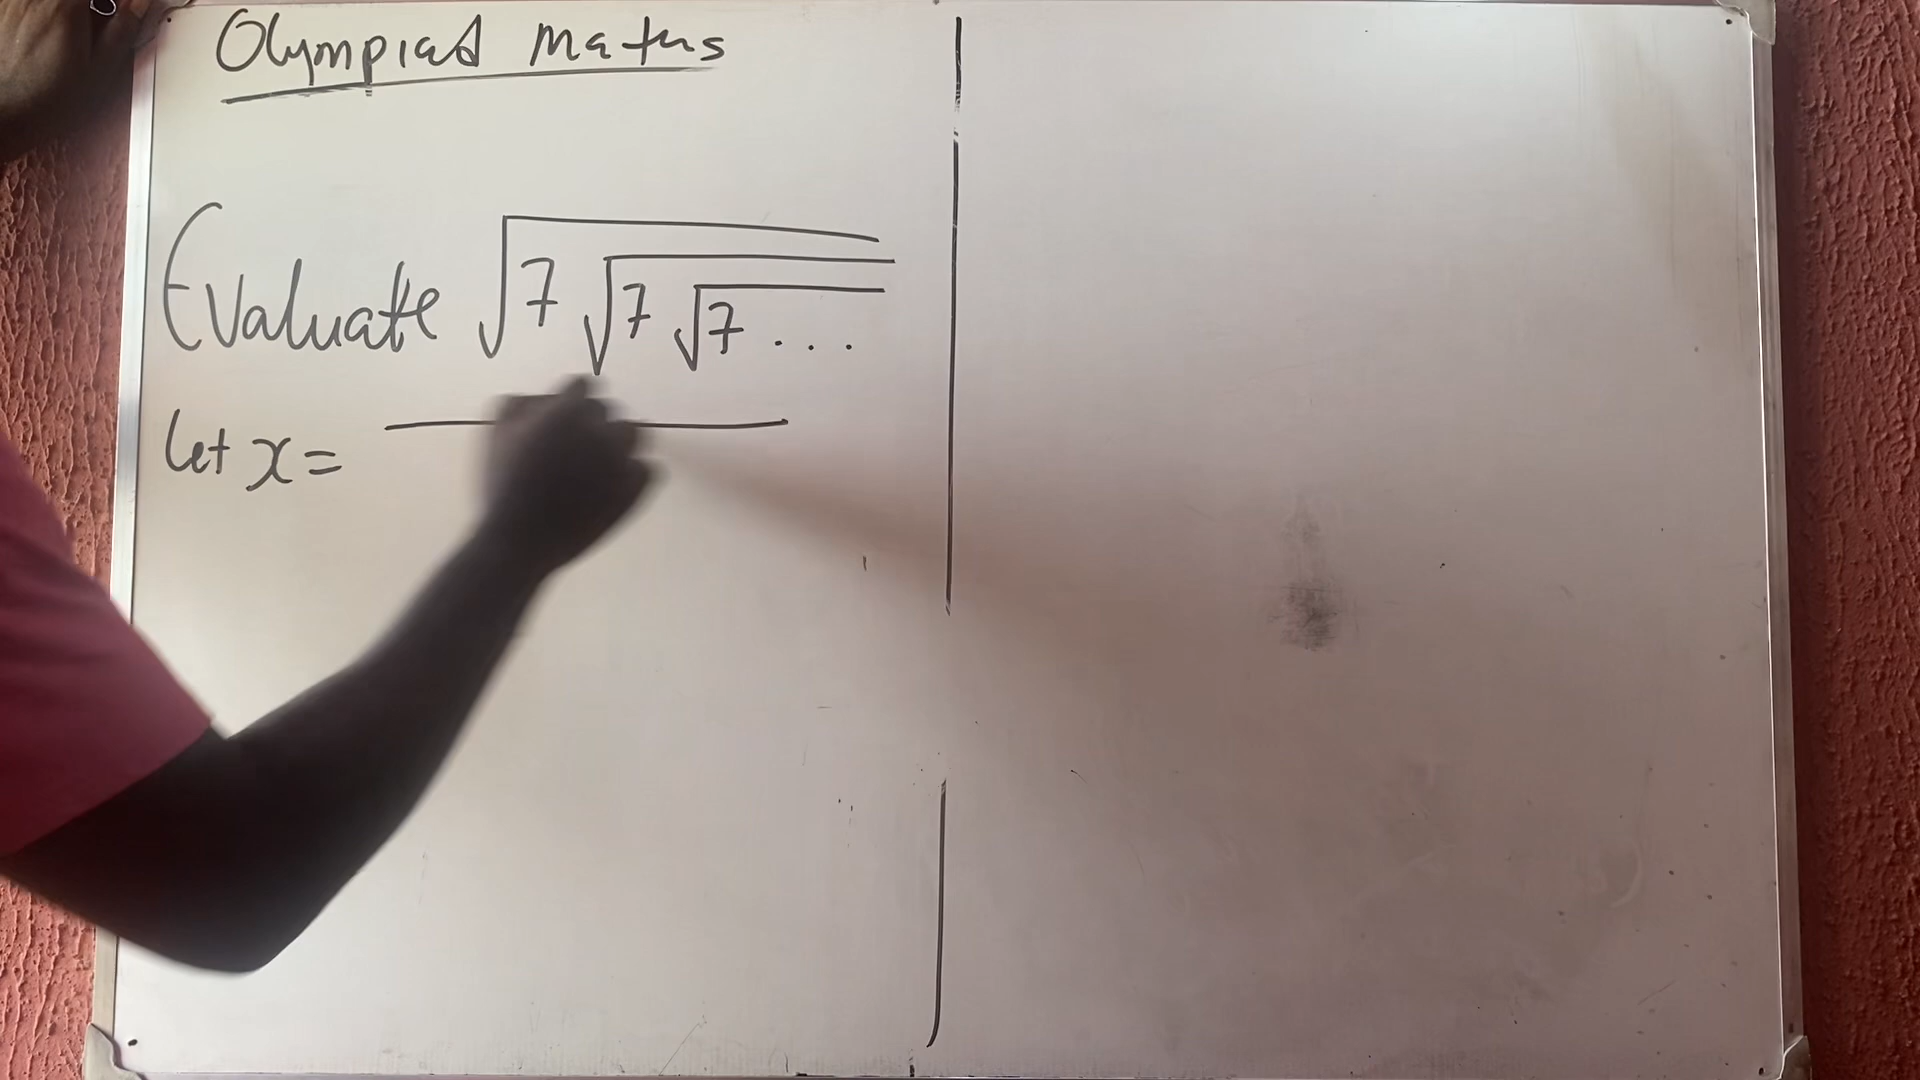 Olympiad maths
Evaluate √7√7√7...
let x =